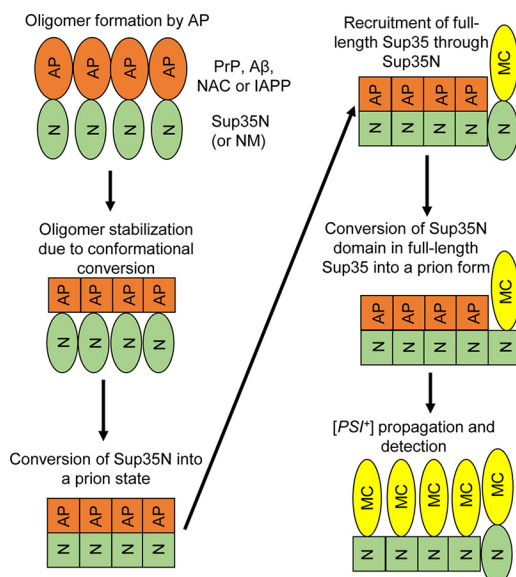 Oligomer formation by AP
AP AP AP AP
PrP, Aβ,
NAC or IAPP
N N N N
Sup35N
(or NM)
Oligomer stabilization
due to conformational
conversion
AP AP AP AP
N N N N
Conversion of Sup35N into
a prion state
AP AP AP AP
N N N N
Recruitment of full-
length Sup35 through
Sup35N
MC
AP AP AP AP
N N N N N
Conversion of Sup35N
domain in full-length
Sup35 into a prion form
MC
AP AP AP AP
N N N N N
[PSI⁺] propagation and
detection
MC MC MC MC MC
N N N N N